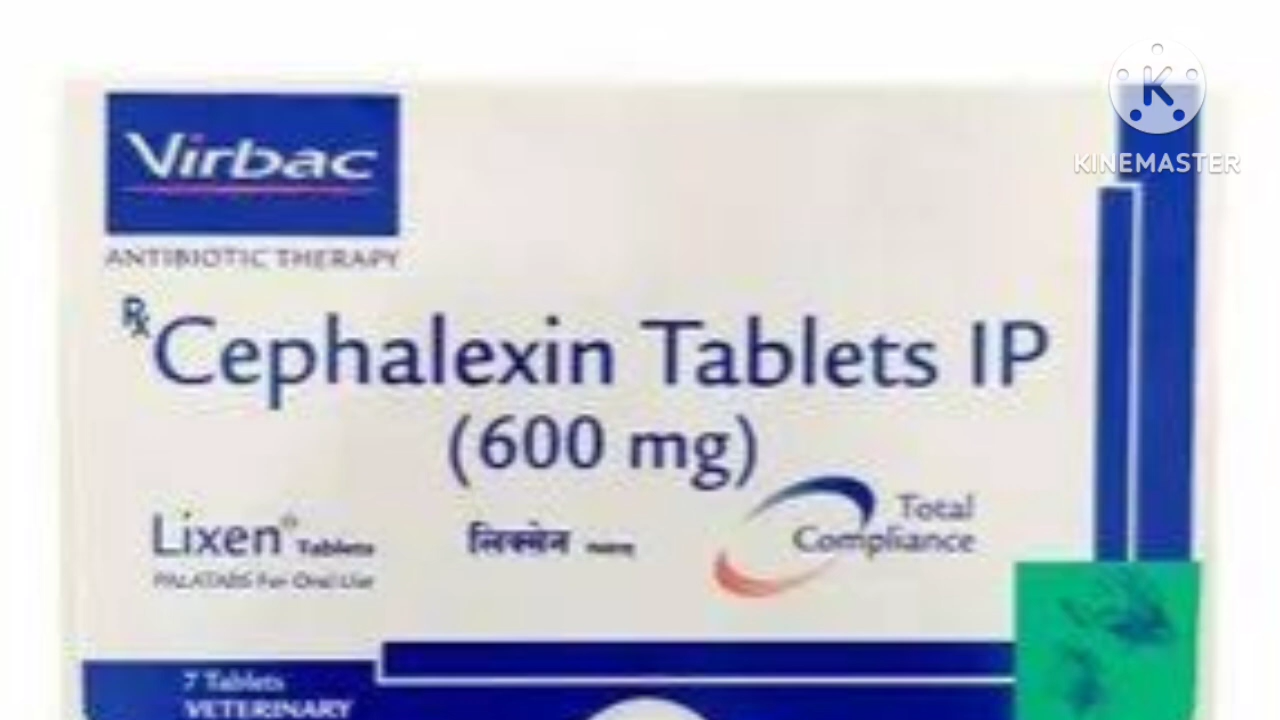 Virbac
KINEMASTER
ANTIBIOTIC THERAPY
Rx
Cephalexin Tablets IP
(600 mg)
Lixen® Tablets
लिक्सेन
Total
Compliance
PALATABS For Oral Use
7 Tablets
VETERINARY